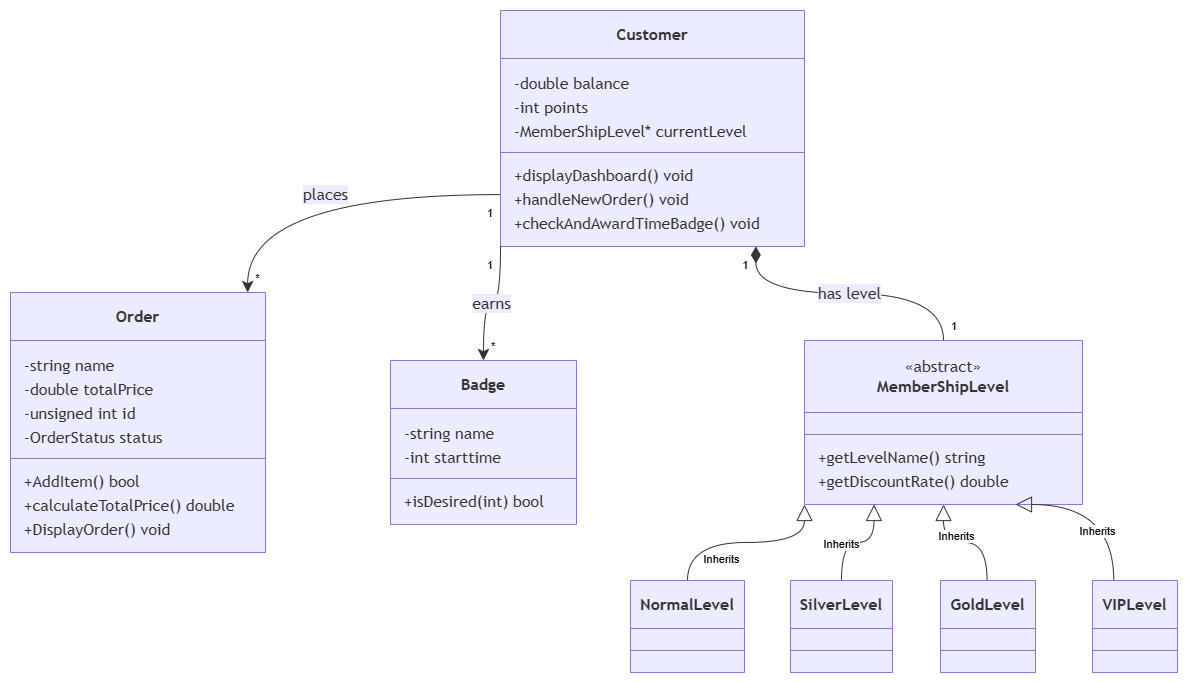 Customer
-double balance
-int points
-MemberShipLevel* currentLevel
+displayDashboard() void
+handleNewOrder() void
+checkAndAwardTimeBadge() void
places
1
*
1
earns
*
1
has level
1
Order
-string name
-double totalPrice
-unsigned int id
-OrderStatus status
+AddItem() bool
+calculateTotalPrice() double
+DisplayOrder() void
Badge
-string name
-int starttime
+isDesired(int) bool
«abstract»
MemberShipLevel
+getLevelName() string
+getDiscountRate() double
Inherits
Inherits
Inherits
Inherits
NormalLevel
SilverLevel
GoldLevel
VIPLevel